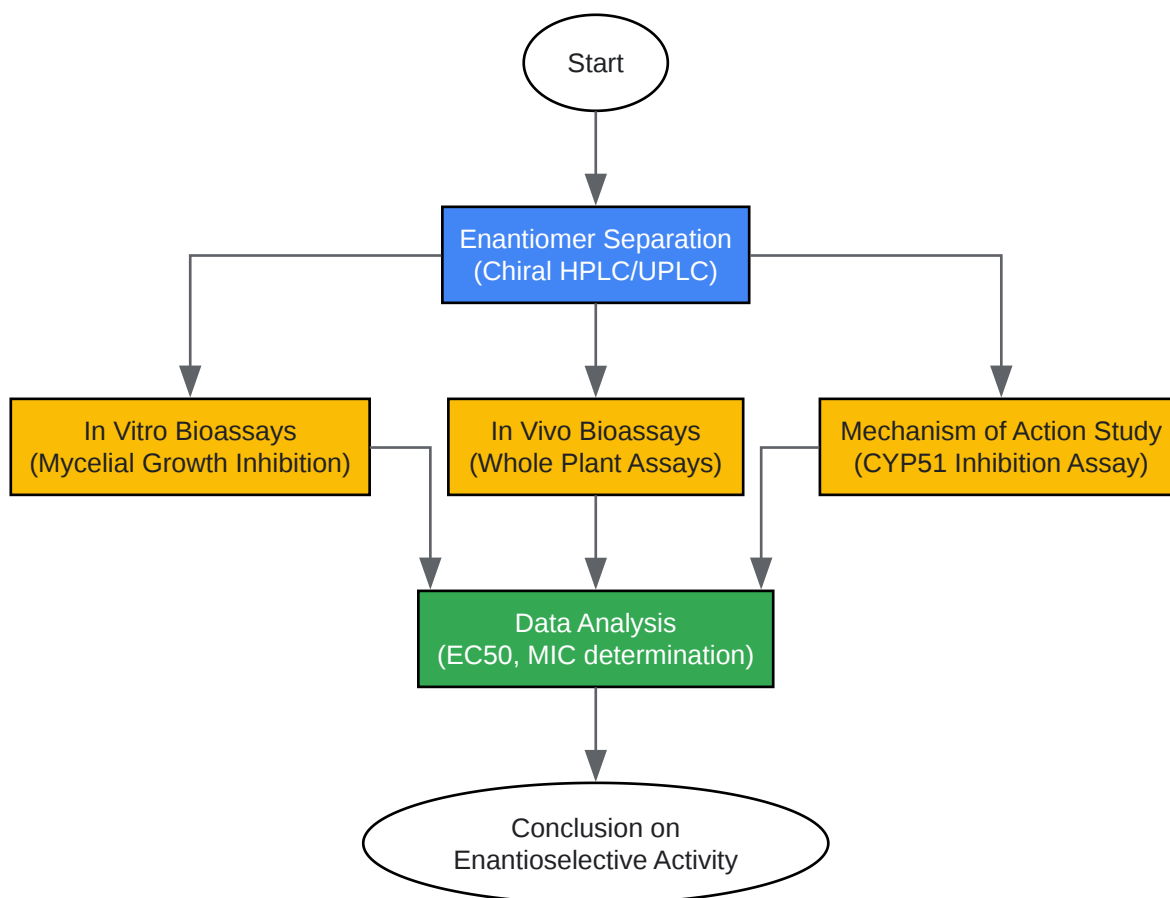 Start
Enantiomer Separation
(Chiral HPLC/UPLC)
In Vitro Bioassays
(Mycelial Growth Inhibition)
In Vivo Bioassays
(Whole Plant Assays)
Mechanism of Action Study
(CYP51 Inhibition Assay)
Data Analysis
(EC50, MIC determination)
Conclusion on
Enantioselective Activity